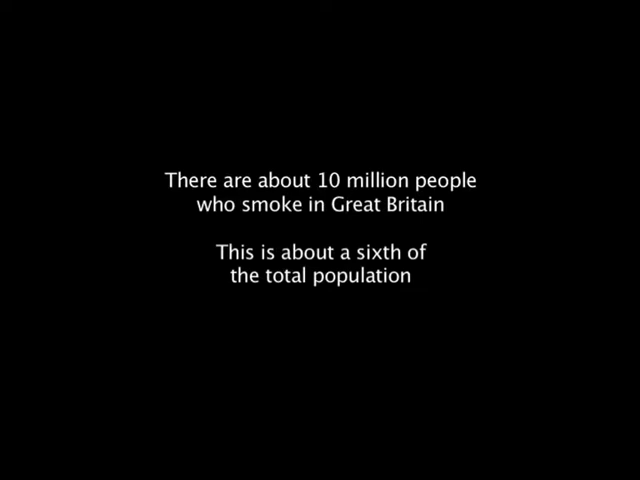 There are about 10 million people
who smoke in Great Britain
This is about a sixth of
the total population